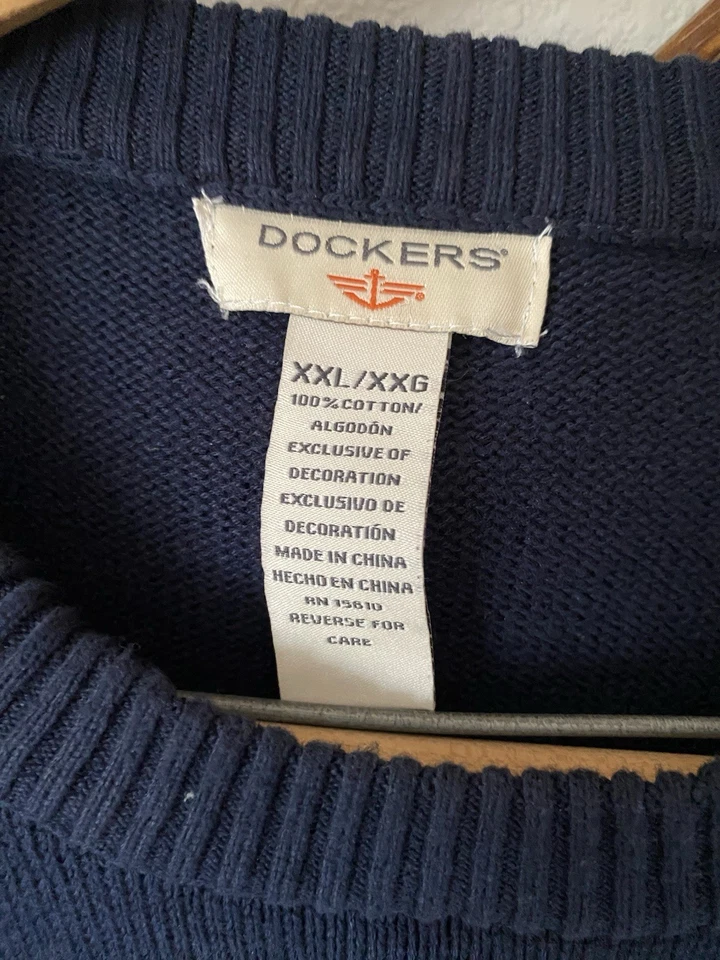 DOCKERS®
XXL/XXG
100% COTTON/
ALGODÓN
EXCLUSIVE OF
DECORATION
EXCLUSIVO DE
DECORATIÓN
MADE IN CHINA
HECHO EN CHINA
RN 15610
REVERSE FOR
CARE